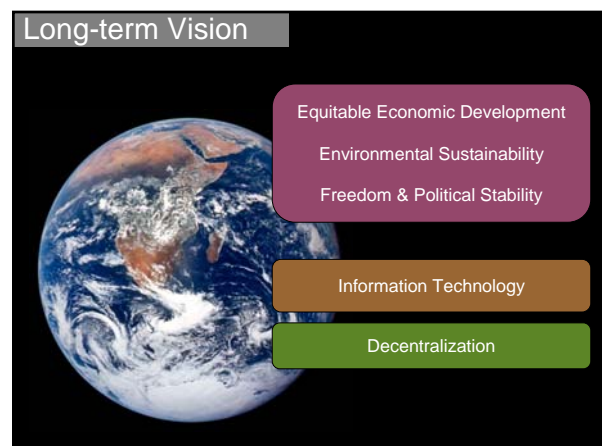 Long-term Vision
Equitable Economic Development
Environmental Sustainability
Freedom & Political Stability
Information Technology
Decentralization